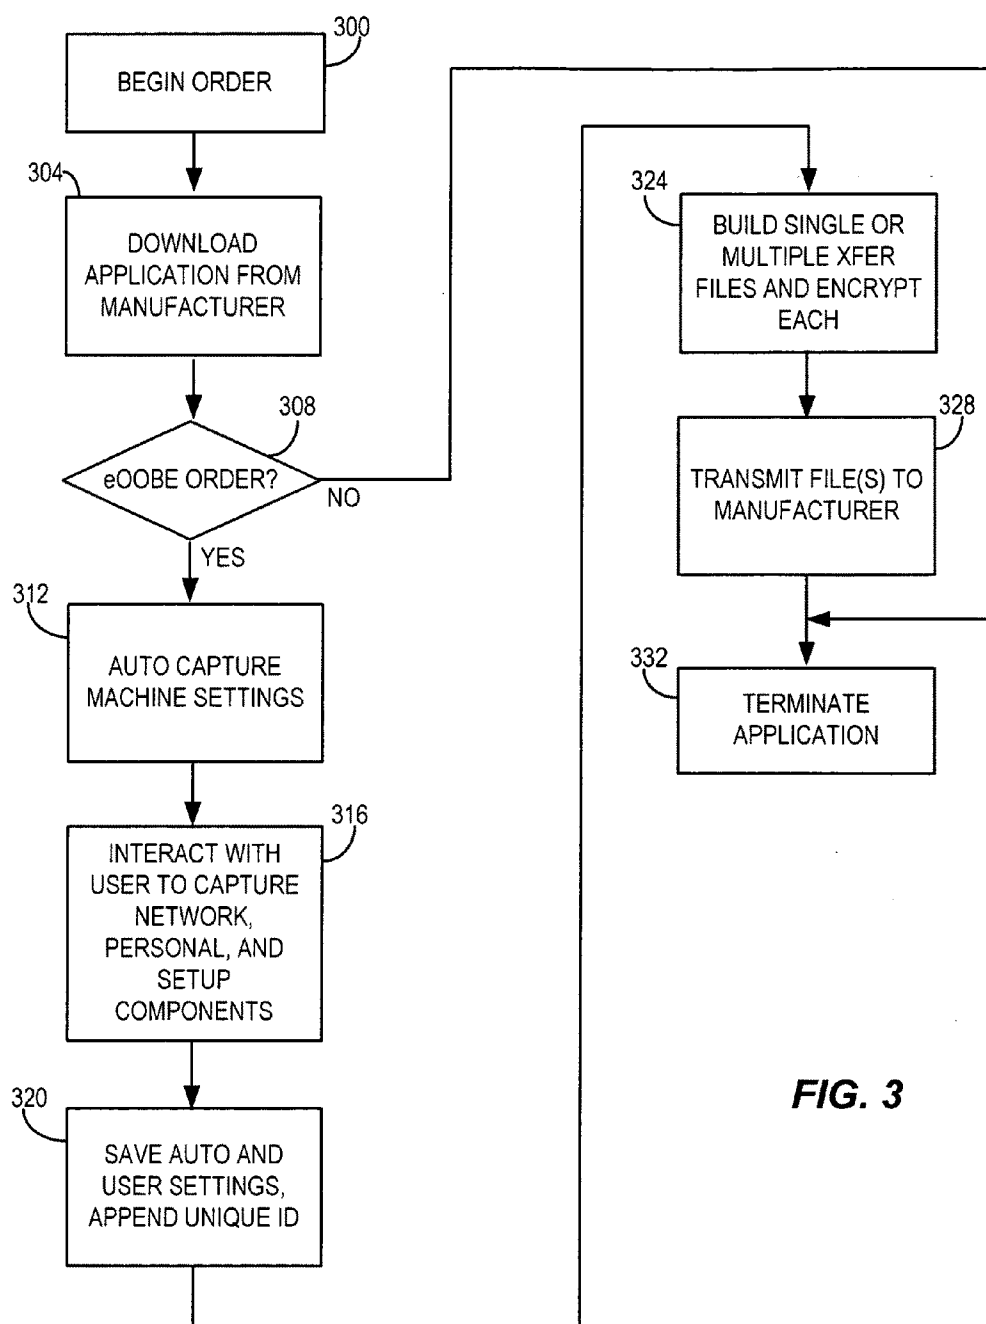 300
BEGIN ORDER
304
DOWNLOAD
APPLICATION FROM
MANUFACTURER
308
eOOBE ORDER?
NO
YES
312
AUTO CAPTURE
MACHINE SETTINGS
316
INTERACT WITH
USER TO CAPTURE
NETWORK,
PERSONAL, AND
SETUP
COMPONENTS
320
SAVE AUTO AND
USER SETTINGS,
APPEND UNIQUE ID
324
BUILD SINGLE OR
MULTIPLE XFER
FILES AND ENCRYPT
EACH
328
TRANSMIT FILE(S) TO
MANUFACTURER
332
TERMINATE
APPLICATION
FIG. 3